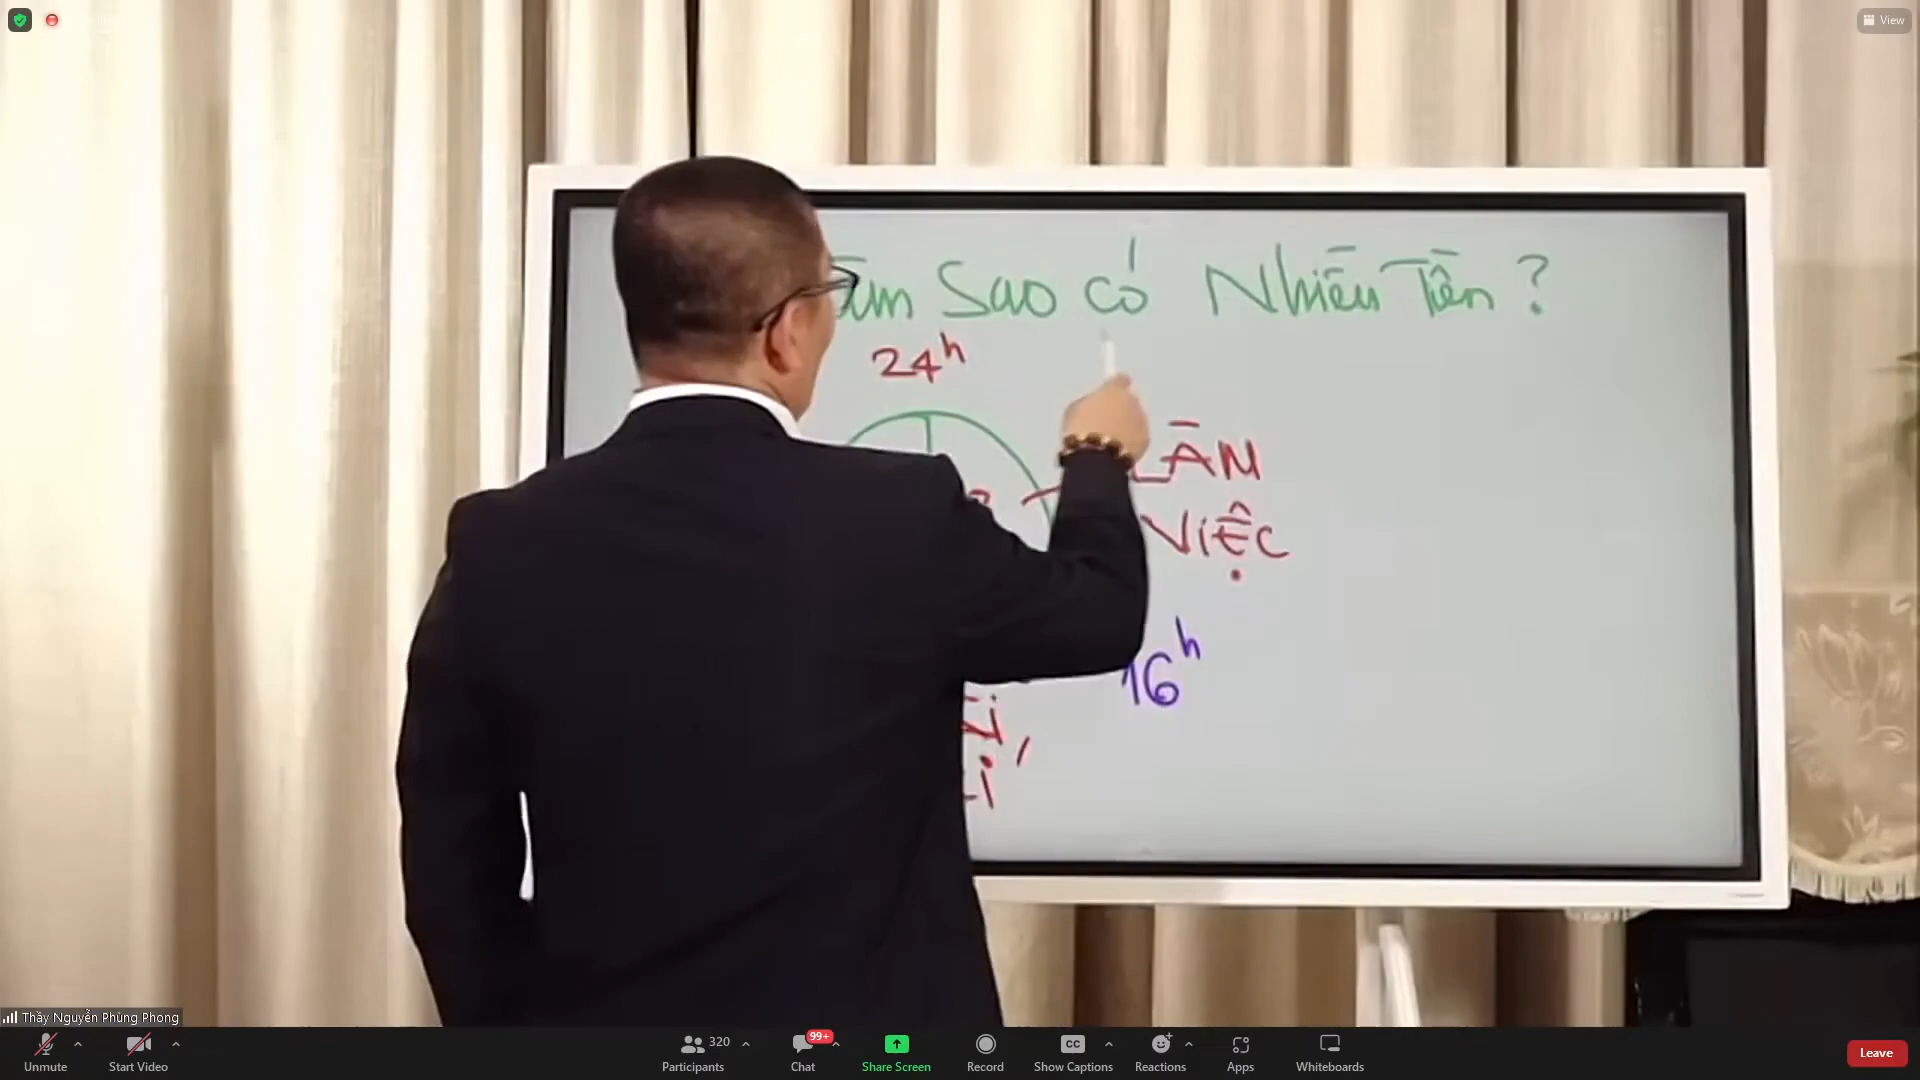 View
Sao có Nhiều Tiền ?
24h
LÀM
VIỆC
16h
Thầy Nguyễn Phùng Phong
Unmute
Start Video
320
Participants
99+
Chat
Share Screen
Record
CC
Show Captions
Reactions
Apps
Whiteboards
Leave